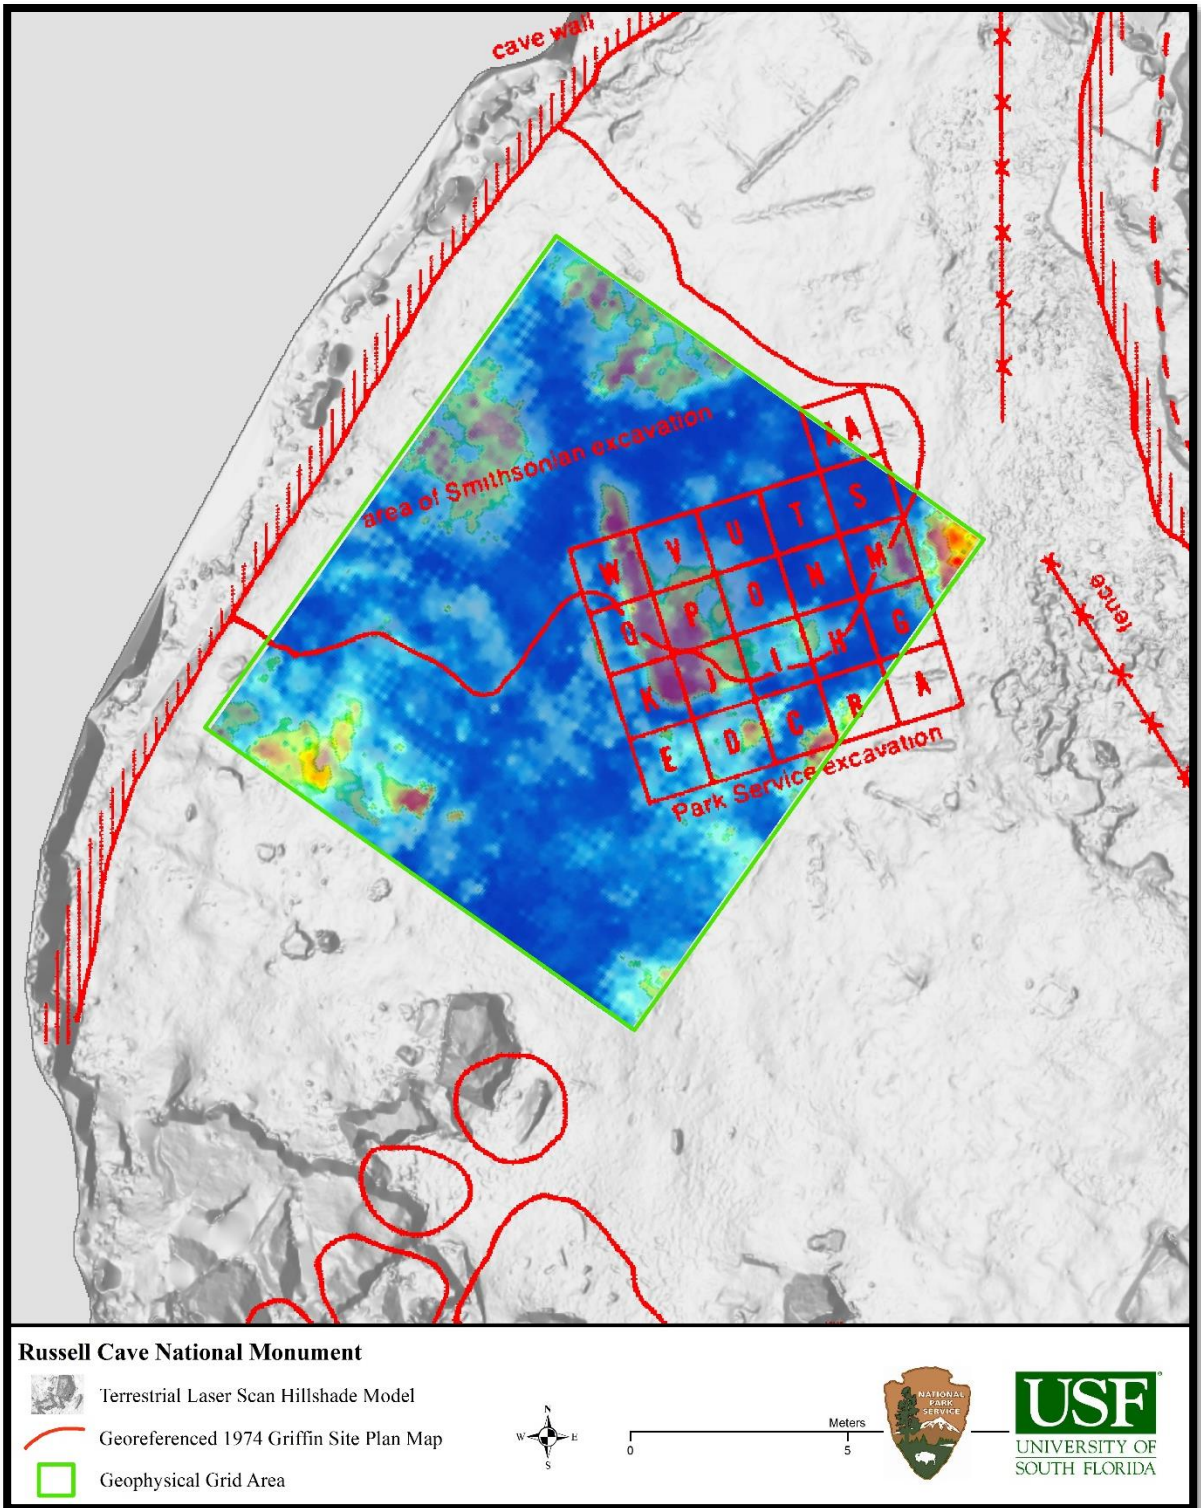 cave wall
area of Smithsonian excavation
AA
W V U T S
Q P O N M
K J I H G
E D C B A
Park Service excavation
fence
Russell Cave National Monument
Terrestrial Laser Scan Hillshade Model
Georeferenced 1974 Griffin Site Plan Map
Geophysical Grid Area
N
W E
S
Meters
0 5
NATIONAL
PARK
SERVICE
USF
UNIVERSITY OF
SOUTH FLORIDA